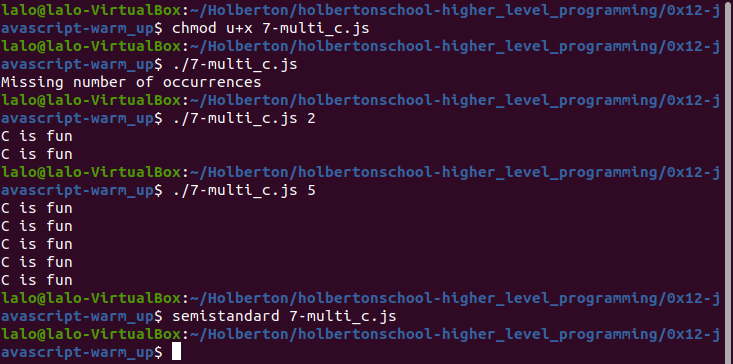 lalo@lalo-VirtualBox:~/Holberton/holbertonschool-higher_level_programming/0x12-j
avascript-warm_up$ chmod u+x 7-multi_c.js
lalo@lalo-VirtualBox:~/Holberton/holbertonschool-higher_level_programming/0x12-j
avascript-warm_up$ ./7-multi_c.js
Missing number of occurrences
lalo@lalo-VirtualBox:~/Holberton/holbertonschool-higher_level_programming/0x12-j
avascript-warm_up$ ./7-multi_c.js 2
C is fun
C is fun
lalo@lalo-VirtualBox:~/Holberton/holbertonschool-higher_level_programming/0x12-j
avascript-warm_up$ ./7-multi_c.js 5
C is fun
C is fun
C is fun
C is fun
C is fun
lalo@lalo-VirtualBox:~/Holberton/holbertonschool-higher_level_programming/0x12-j
avascript-warm_up$ semistandard 7-multi_c.js
lalo@lalo-VirtualBox:~/Holberton/holbertonschool-higher_level_programming/0x12-j
avascript-warm_up$